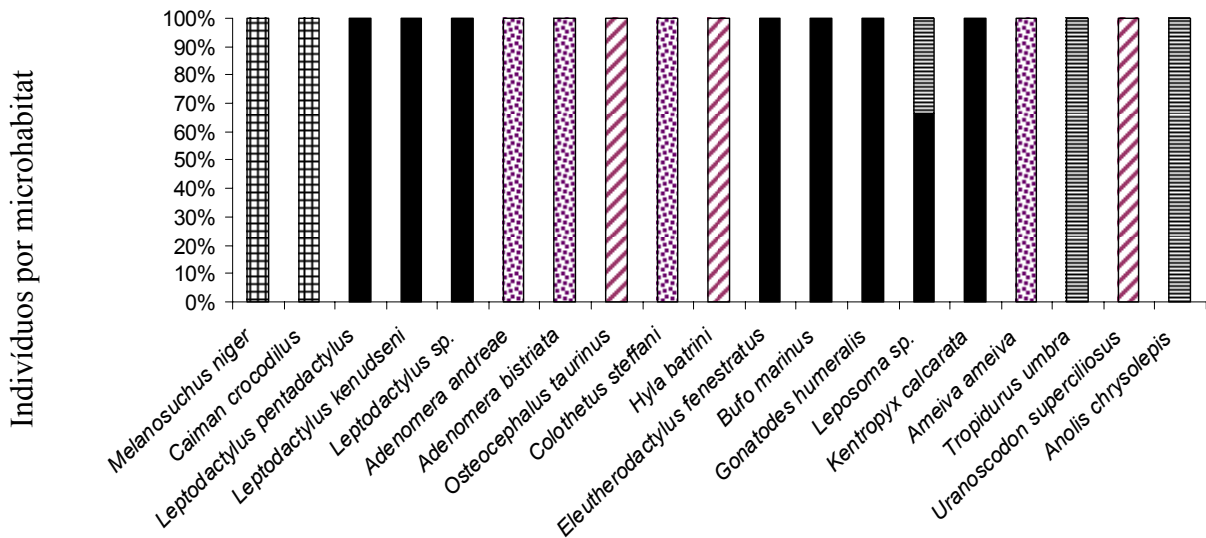 Indivíduos por microhabitat
100%
90%
80%
70%
60%
50%
40%
30%
20%
10%
0%
Melanosuchus niger
Caiman crocodilus
Leptodactylus pentadactylus
Leptodactylus kenudseni
Leptodactylus sp.
Adenomera andreae
Adenomera bistriata
Osteocephalus taurinus
Colothetus steffani
Hyla batrini
Eleutherodactylus fenestratus
Bufo marinus
Gonatodes humeralis
Leposoma sp.
Kentropyx calcarata
Ameiva ameiva
Tropidurus umbra
Uranoscodon superciliosus
Anolis chrysolepis